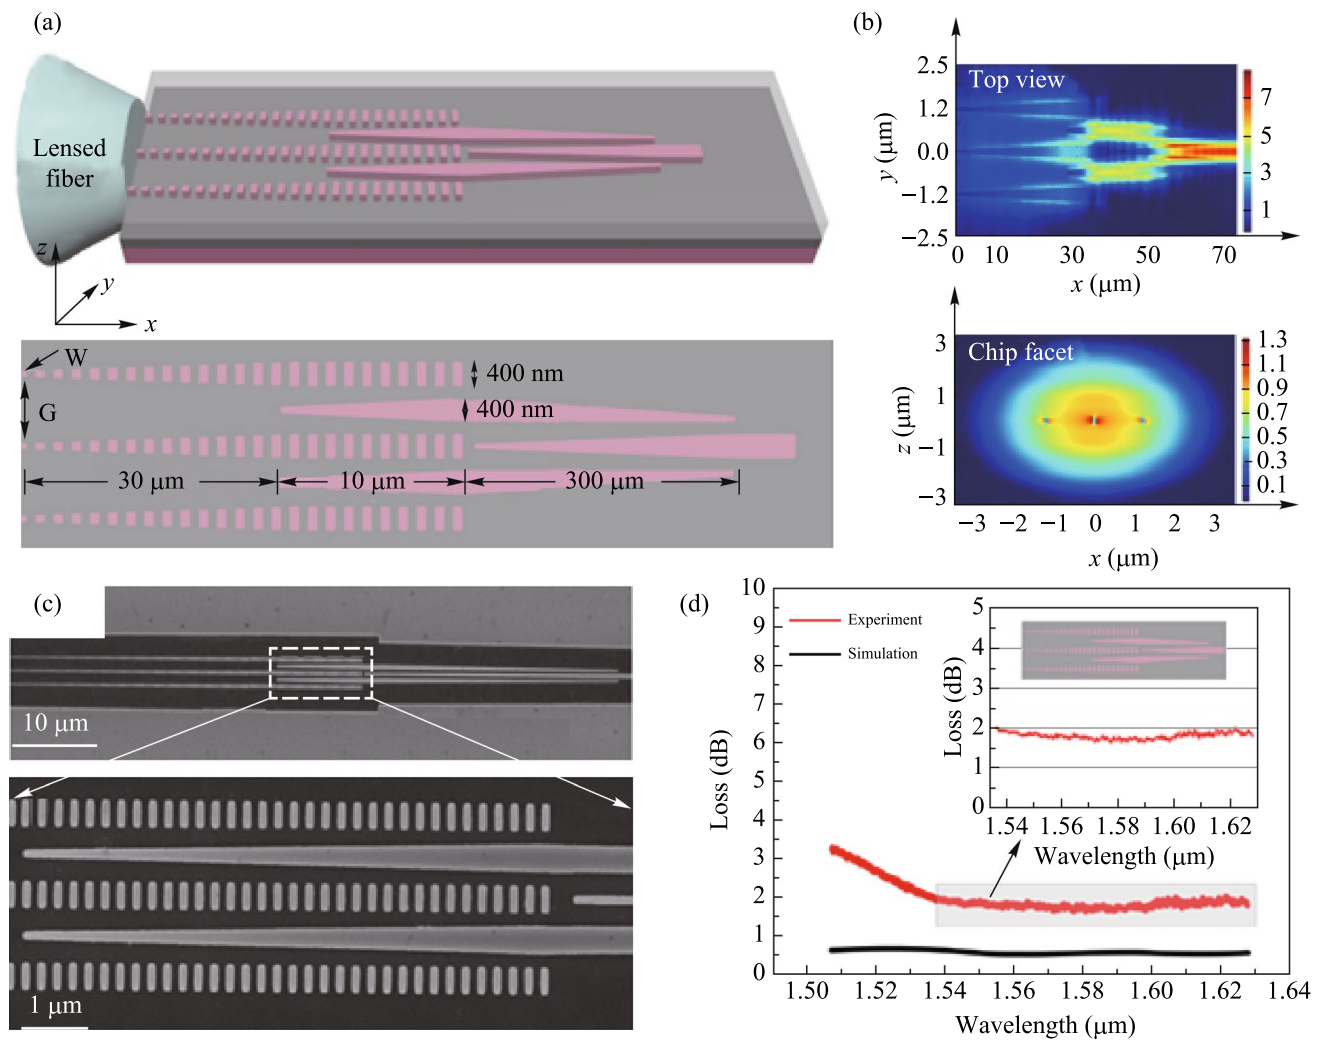 (a)
Lensed
fiber
z
y
x
W
G
400 nm
400 nm
30 μm
10 μm
300 μm
(b)
Top view
y (μm)
2.5
1.2
0.0
−1.2
−2.5
0 10 30 50 70
x (μm)
7
5
3
1
Chip facet
z (μm)
3
1
−1
−3
−3 −2 −1 0 1 2 3
x (μm)
1.3
1.1
0.9
0.7
0.5
0.3
0.1
(c)
10 μm
1 μm
(d)
Loss (dB)
10
9
8
7
6
5
4
3
2
1
0
1.50 1.52 1.54 1.56 1.58 1.60 1.62 1.64
Wavelength (μm)
Experiment
Simulation
Loss (dB)
5
4
3
2
1
0
1.54 1.56 1.58 1.60 1.62
Wavelength (μm)